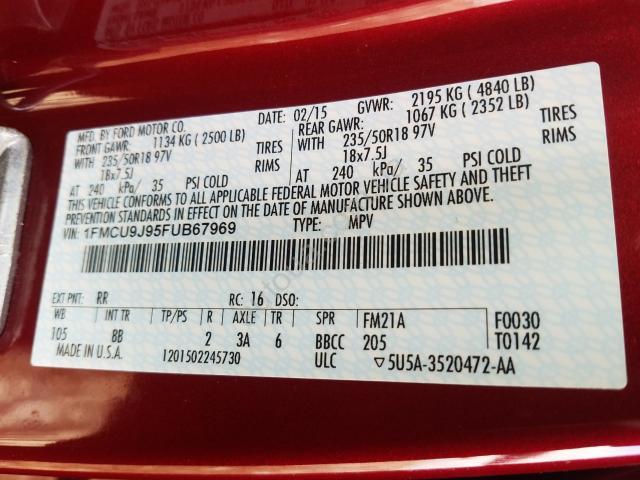 MFD. BY FORD MOTOR CO.
DATE: 02/15 GVWR: 2195 KG ( 4840 LB)
FRONT GAWR: 1134 KG ( 2500 LB) REAR GAWR: 1067 KG ( 2352 LB)
WITH 235/50R18 97V TIRES WITH 235/50R18 97V TIRES
18x7.5J RIMS 18x7.5J RIMS
AT 240 kPa/ 35 PSI COLD AT 240 kPa/ 35 PSI COLD
THIS VEHICLE CONFORMS TO ALL APPLICABLE FEDERAL MOTOR VEHICLE SAFETY AND THEFT
PREVENTION STANDARDS IN EFFECT ON THE DATE OF MANUFACTURE SHOWN ABOVE.
VIN: 1FMCU9J95FUB67969 TYPE: MPV
EXT PNT: RR RC: 16 DSO:
WB INT TR TP/PS R AXLE TR SPR FM21A F0030
105 BB 2 3A 6 BBCC 205 T0142
MADE IN U.S.A. 1201502245730 ULC ▽5U5A-3520472-AA